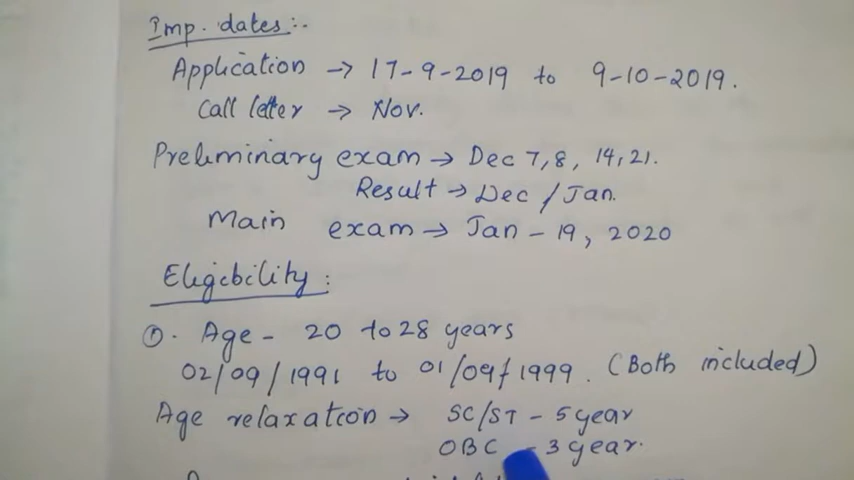 Imp. dates:-
Application → 17-9-2019 to 9-10-2019.
Call letter → Nov.
Preliminary exam → Dec 7,8, 14,21.
Result → Dec / Jan.
Main exam → Jan - 19, 2020
Eligibility:
①. Age - 20 to 28 years
02/09/1991 to 01/09/1999. (Both included)
Age relaxation → SC/ST - 5 year
OBC - 3 year.